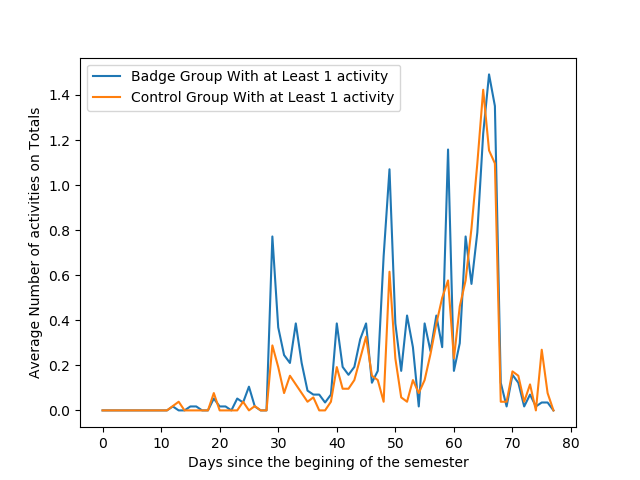 Badge Group With at Least 1 activity
Control Group With at Least 1 activity
Average Number of activities on Totals
1.4
1.2
1.0
0.8
0.6
0.4
0.2
0.0
0 10 20 30 40 50 60 70 80
Days since the begining of the semester